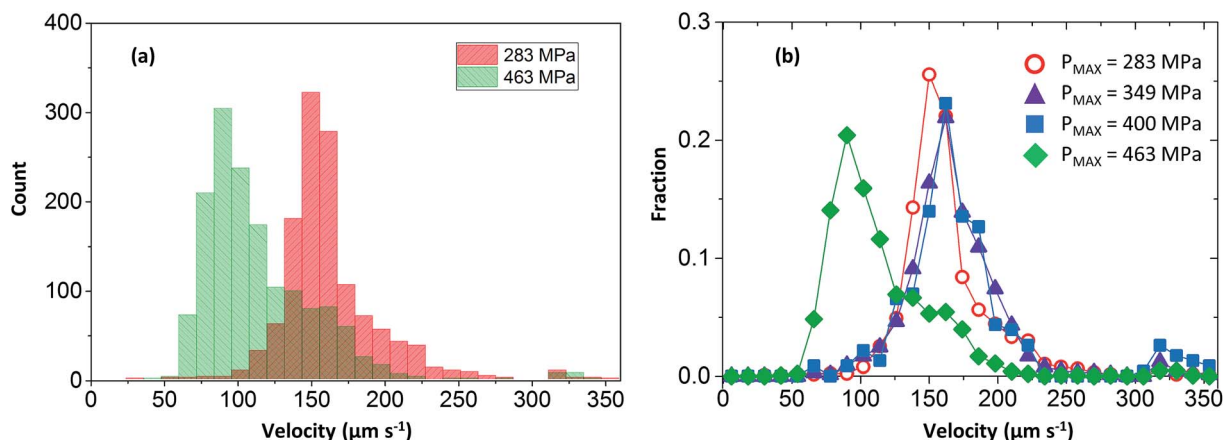 (a)
283 MPa
463 MPa
Count
400
300
200
100
0
0 50 100 150 200 250 300 350
Velocity (µm s⁻¹)
(b)
P_MAX = 283 MPa
P_MAX = 349 MPa
P_MAX = 400 MPa
P_MAX = 463 MPa
Fraction
0.3
0.2
0.1
0.0
0 50 100 150 200 250 300 350
Velocity (µm s⁻¹)